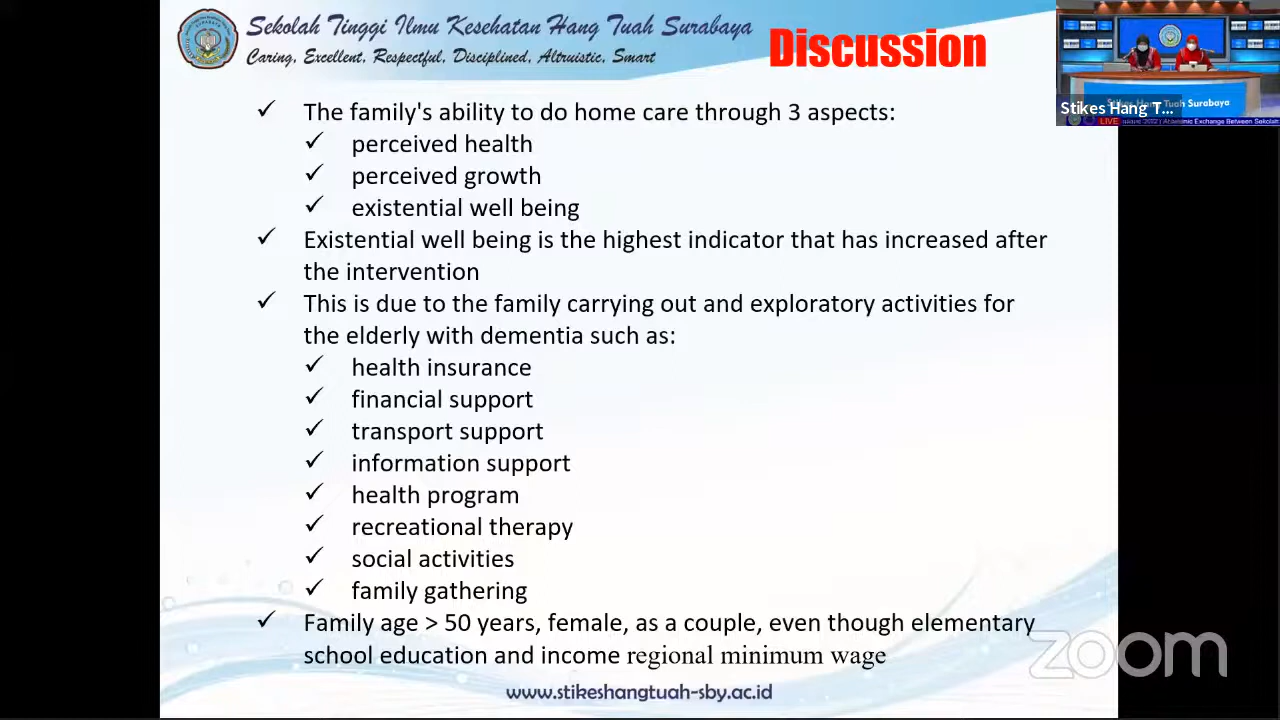 Sekolah Tinggi Ilmu Kesehatan Hang Tuah Surabaya
Caring, Excellent, Respectful, Disciplined, Altruistic, Smart
Discussion
Stikes Hang Tuah Surabaya
Stikes Hang T...
LIVE
✓ The family's ability to do home care through 3 aspects:
✓ perceived health
✓ perceived growth
✓ existential well being
✓ Existential well being is the highest indicator that has increased after
the intervention
✓ This is due to the family carrying out and exploratory activities for
the elderly with dementia such as:
✓ health insurance
✓ financial support
✓ transport support
✓ information support
✓ health program
✓ recreational therapy
✓ social activities
✓ family gathering
✓ Family age > 50 years, female, as a couple, even though elementary
school education and income regional minimum wage
zoom
www.stikeshangtuah-sby.ac.id